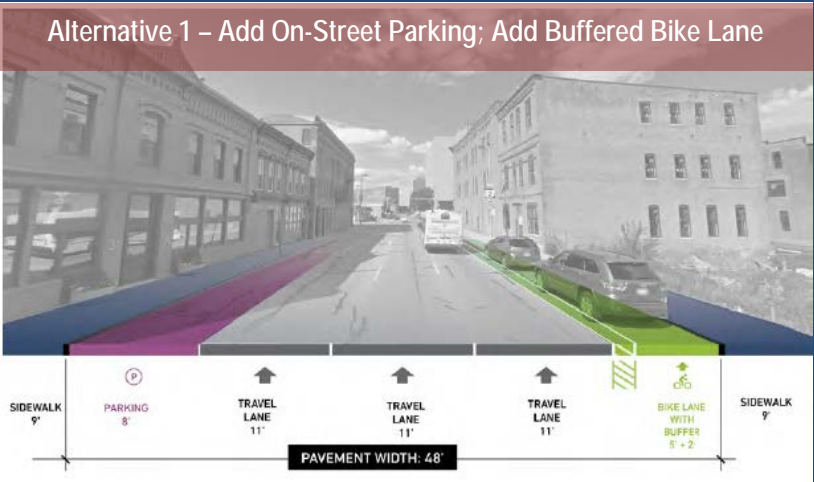 Alternative 1 – Add On-Street Parking; Add Buffered Bike Lane
P
SIDEWALK
9'
PARKING
8'
TRAVEL
LANE
11'
TRAVEL
LANE
11'
TRAVEL
LANE
11'
BIKE LANE
WITH
BUFFER
5' + 2'
SIDEWALK
9'
PAVEMENT WIDTH: 48'